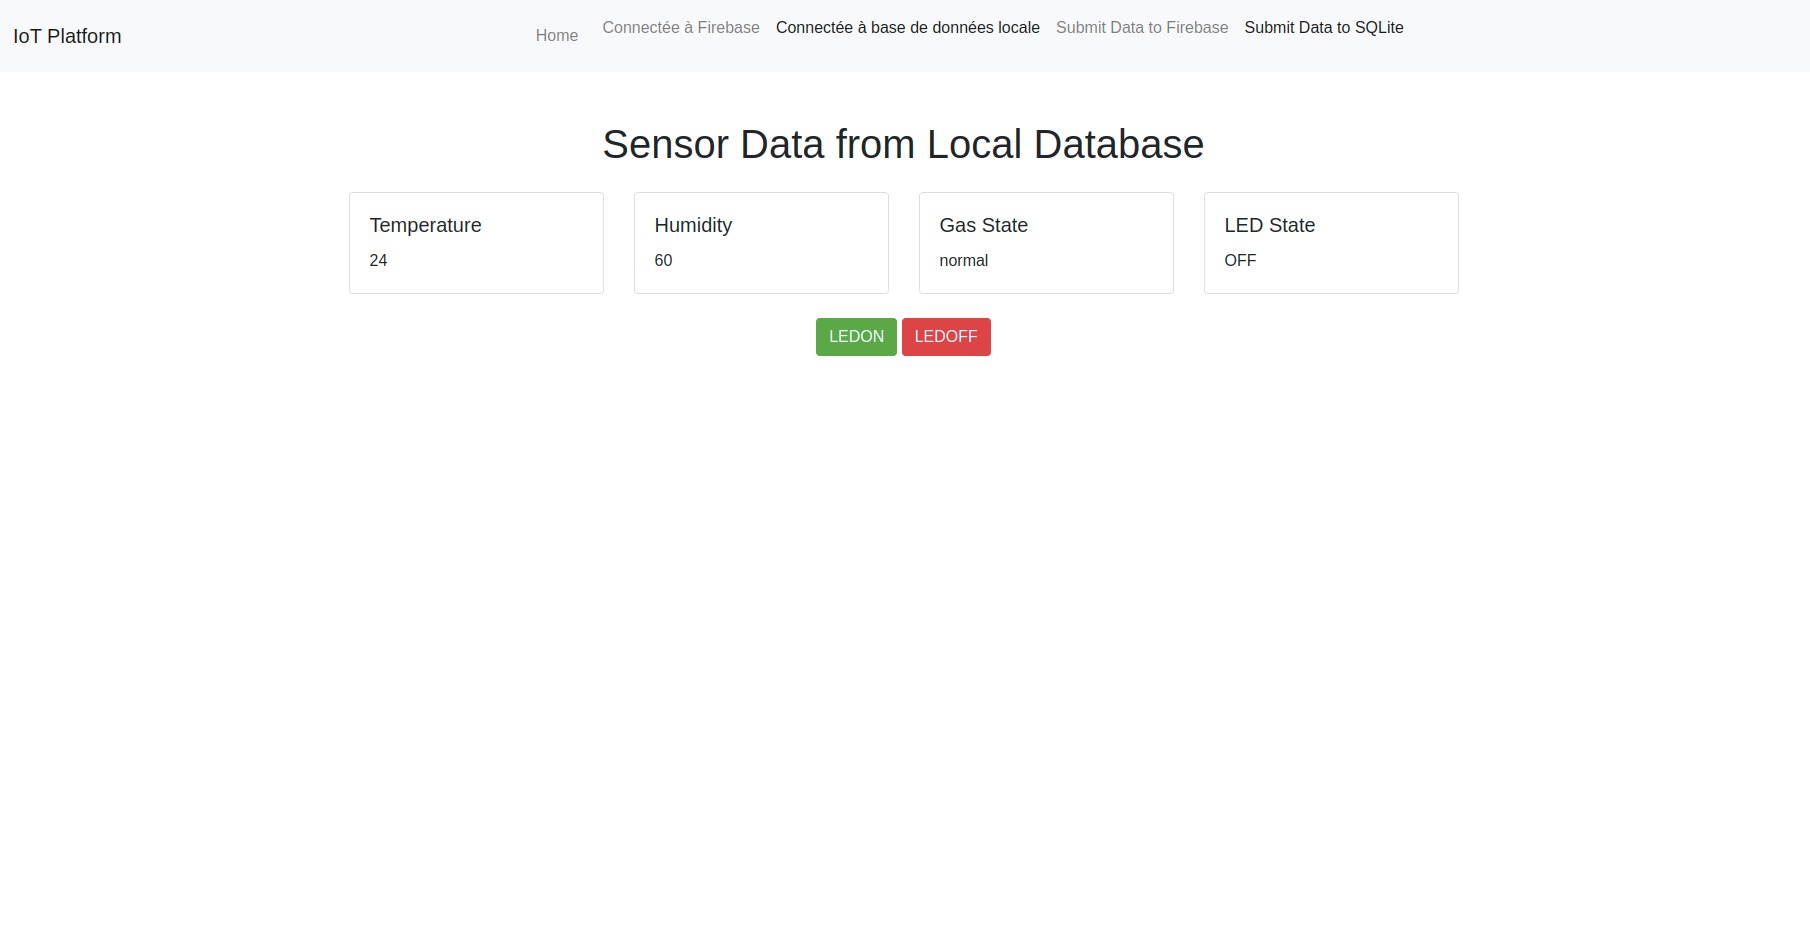 IoT Platform
Home Connectée à Firebase Connectée à base de données locale Submit Data to Firebase Submit Data to SQLite
Sensor Data from Local Database
Temperature
24
Humidity
60
Gas State
normal
LED State
OFF
LEDON LEDOFF